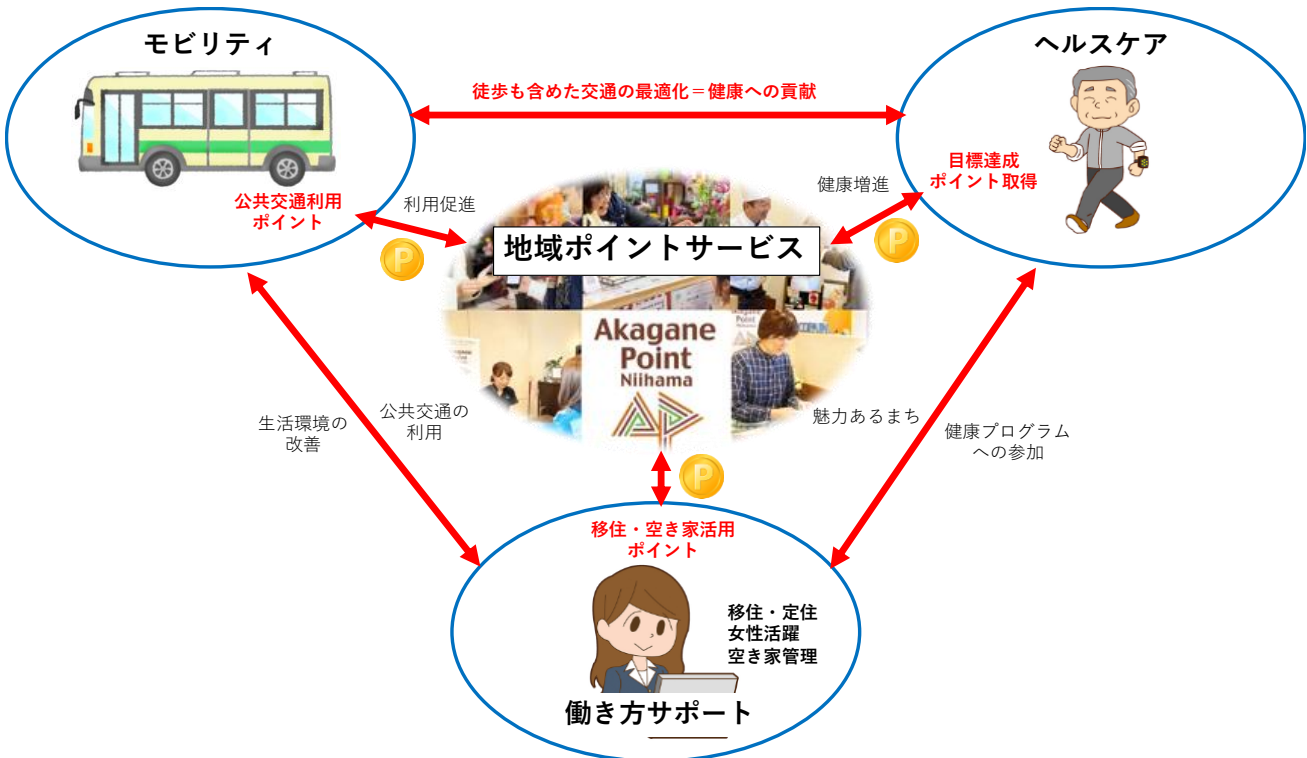 モビリティ
ヘルスケア
徒歩も含めた交通の最適化＝健康への貢献
公共交通利用
ポイント
利用促進
P
健康増進
P
目標達成
ポイント取得
地域ポイントサービス
Akagane
Point
Niihama
AP
生活環境の
改善
公共交通の
利用
魅力あるまち
健康プログラム
への参加
P
移住・空き家活用
ポイント
移住・定住
女性活躍
空き家管理
働き方サポート